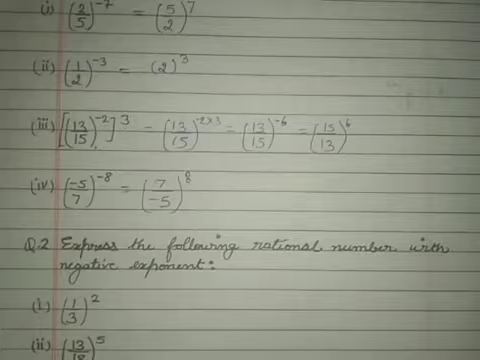 (i) (2/5)^-7 = (5/2)^7
(ii) (1/2)^-3 = (2)^3
(iii) [(13/15)^-2]^3 - (13/15)^-2×3 = (13/15)^-6 = (15/13)^6
(iv) (-5/7)^-8 = (7/-5)^8
Q.2 Express the following rational number with
negative exponent:
(i) (1/3)^2
(ii) (13/18)^5